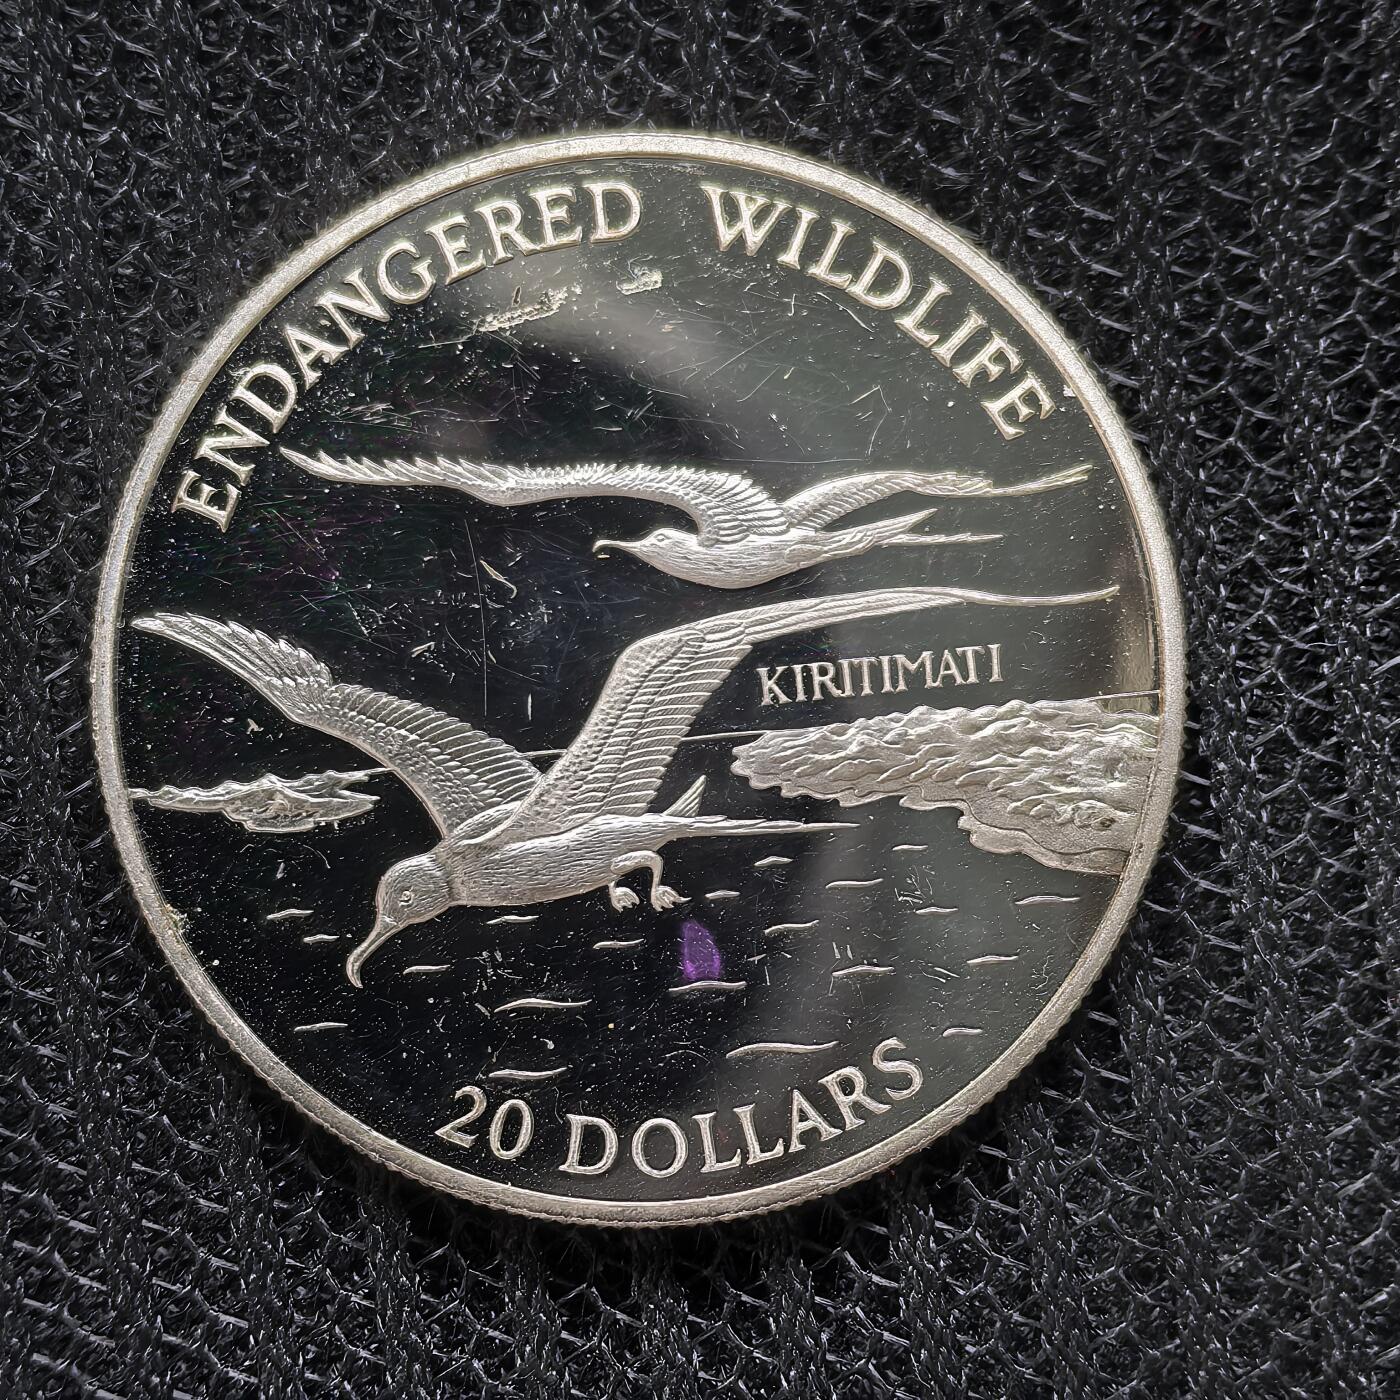 ENDANGERED WILDLIFE
KIRITIMATI
20 DOLLARS